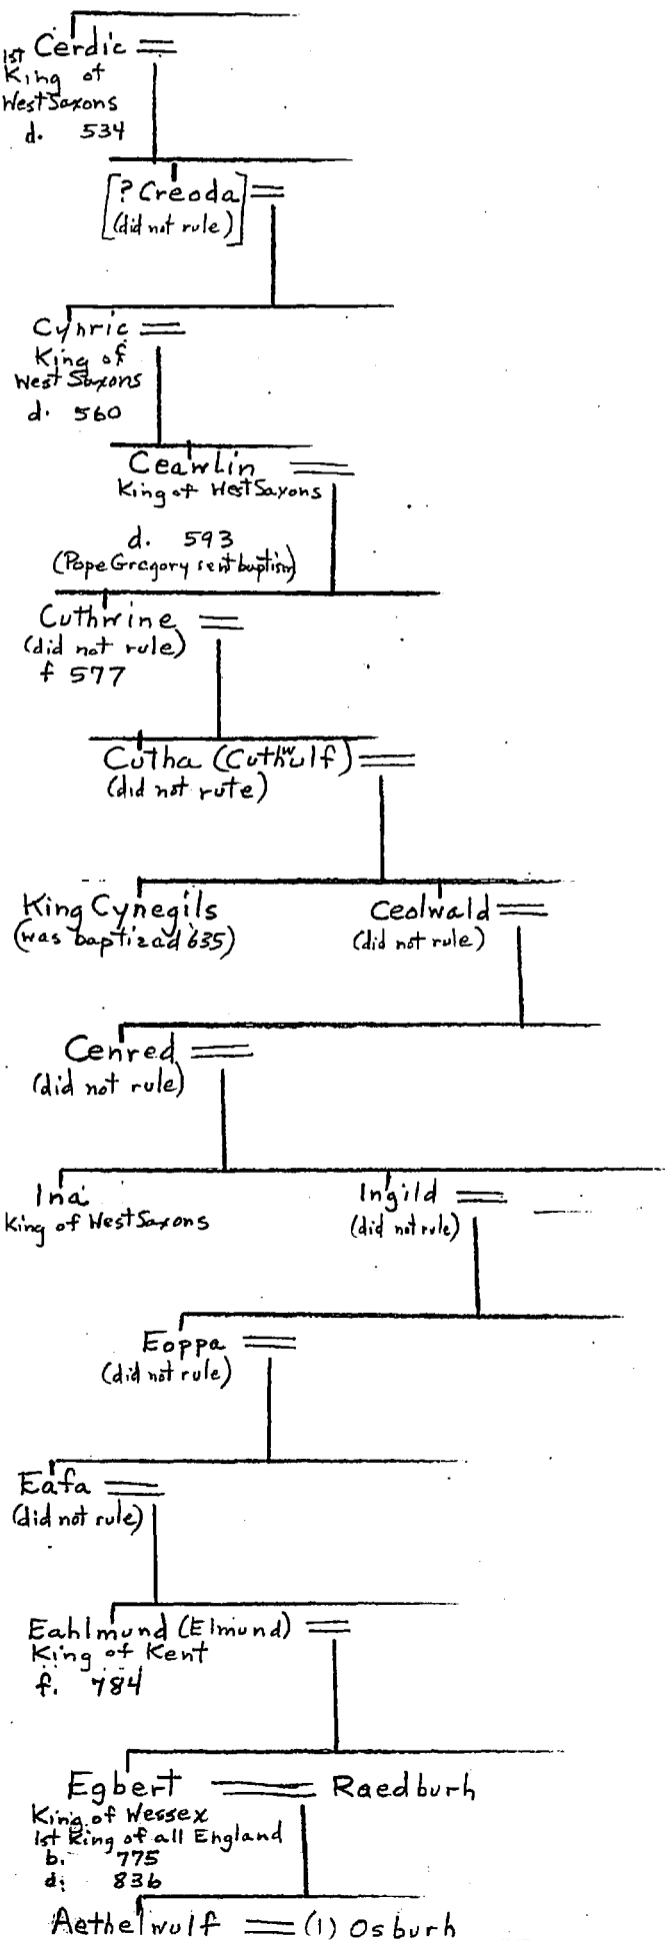 Cerdic =
1st
King of
West Saxons
d. 534
[? Creoda] =
(did not rule)
Cynric =
King of
West Saxons
d. 560
Ceawlin =
King of West Saxons
d. 593
(Pope Gregory sent baptism)
Cuthwine =
(did not rule)
f 577
Cutha (Cuthwulf) =
(did not rule)
King Cynegils
(was baptized 635)
Ceolwald =
(did not rule)
Cenred =
(did not rule)
Ina
King of West Saxons
Ingild =
(did not rule)
Eoppa =
(did not rule)
Eafa =
(did not rule)
Eahlmund (Elmund) =
King of Kent
f. 784
Egbert = Raedburh
King of Wessex
1st King of all England
b. 775
d. 836
Aethelwulf = (1) Osburh